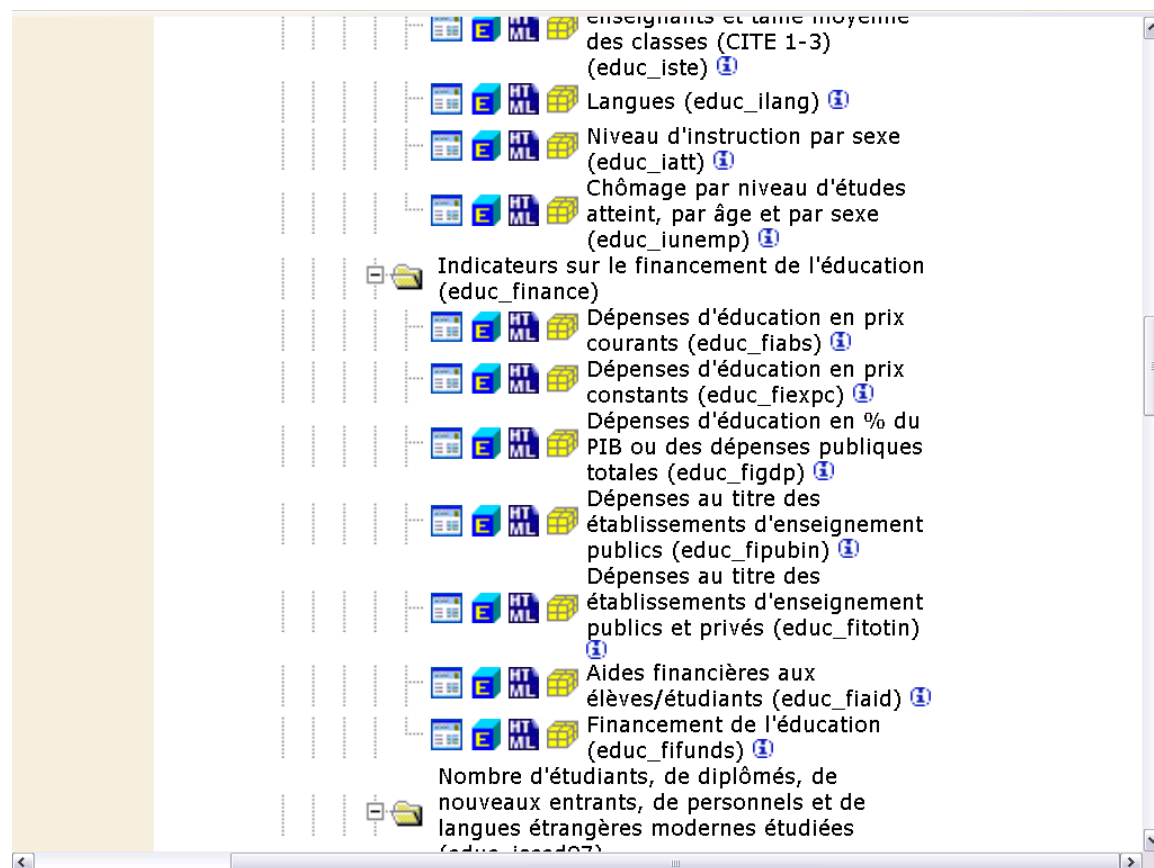 enseignants et taille moyenne
des classes (CITE 1-3)
(educ_iste)
Langues (educ_ilang)
Niveau d'instruction par sexe
(educ_iatt)
Chômage par niveau d'études
atteint, par âge et par sexe
(educ_iunemp)
Indicateurs sur le financement de l'éducation
(educ_finance)
Dépenses d'éducation en prix
courants (educ_fiabs)
Dépenses d'éducation en prix
constants (educ_fiexpc)
Dépenses d'éducation en % du
PIB ou des dépenses publiques
totales (educ_figdp)
Dépenses au titre des
établissements d'enseignement
publics (educ_fipubin)
Dépenses au titre des
établissements d'enseignement
publics et privés (educ_fitotin)
Aides financières aux
élèves/étudiants (educ_fiaid)
Financement de l'éducation
(educ_fifunds)
Nombre d'étudiants, de diplômés, de
nouveaux entrants, de personnels et de
langues étrangères modernes étudiées
(educ_isced97)